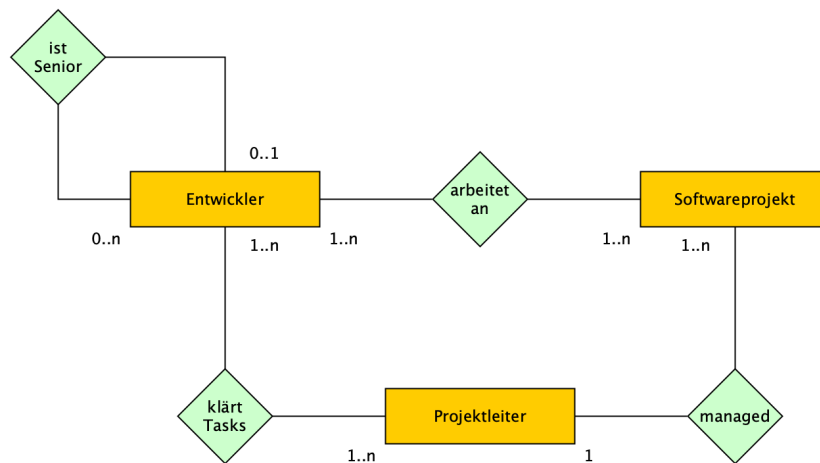 ist
Senior
0..1
Entwickler
arbeitet
an
Softwareprojekt
0..n
1..n
1..n
1..n
1..n
klärt
Tasks
Projektleiter
managed
1..n
1